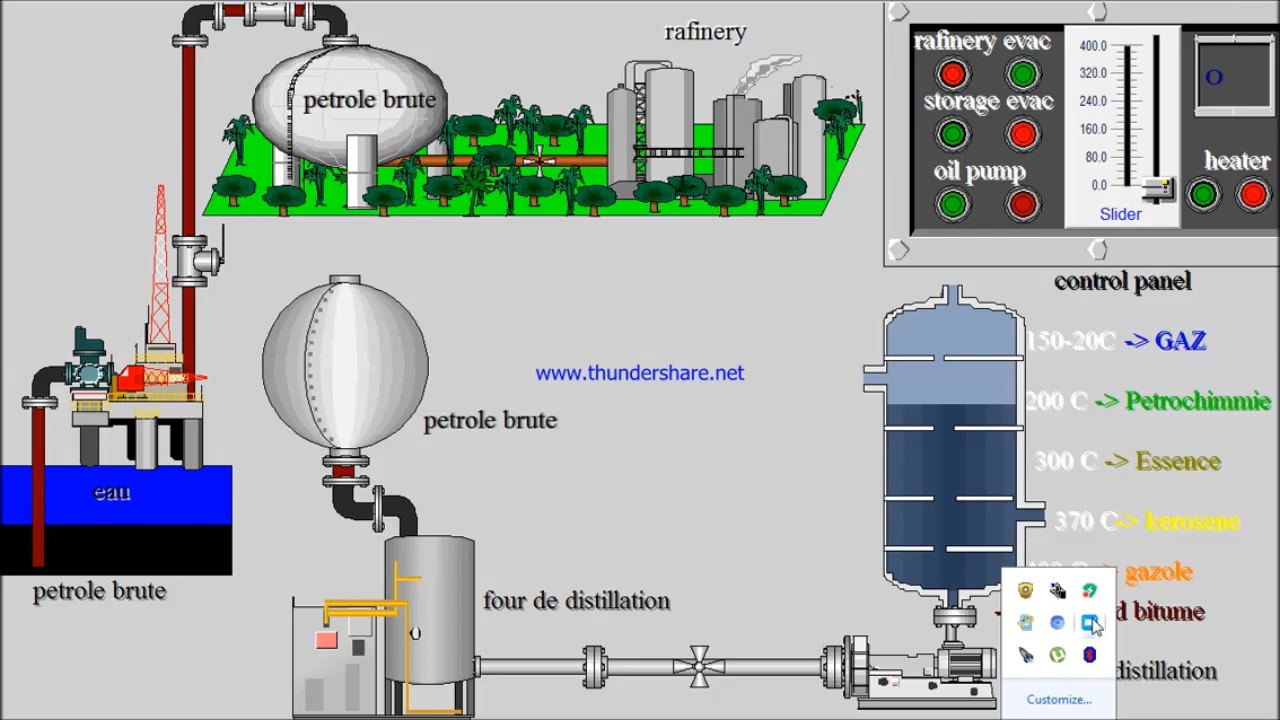 rafinery
petrole brute
rafinery evac
storage evac
oil pump
400.0
320.0
240.0
160.0
80.0
0.0
Slider
O
heater
control panel
150-20C -> GAZ
200 C -> Petrochimmie
300 C -> Essence
370 C-> kerosene
gazole
bitume
distillation
www.thundershare.net
petrole brute
eau
petrole brute
four de distillation
Customize...